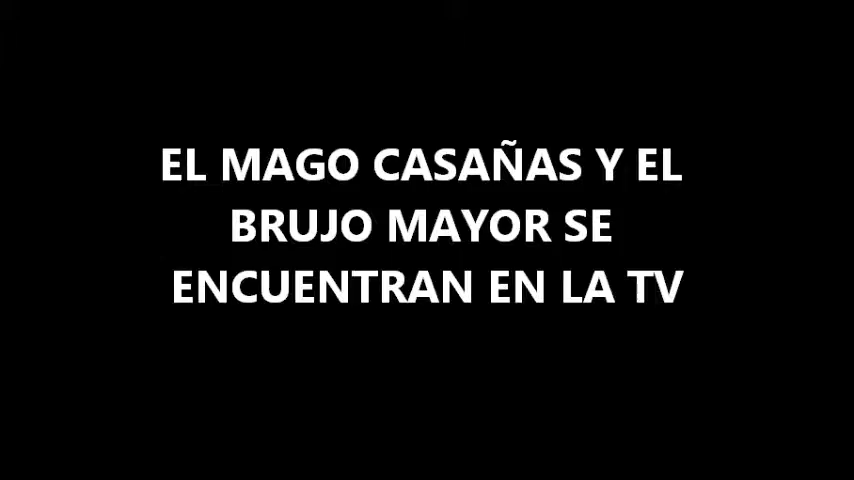 EL MAGO CASAÑAS Y EL
BRUJO MAYOR SE
ENCUENTRAN EN LA TV